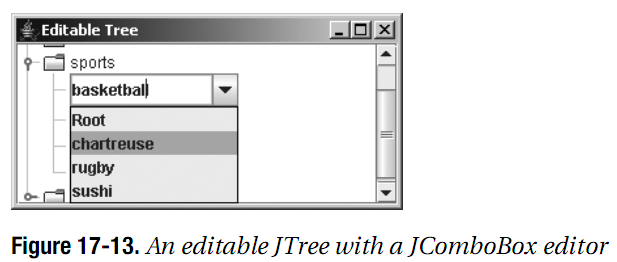 Editable Tree
sports
basketball
Root
chartreuse
rugby
sushi
Figure 17-13. An editable JTree with a JComboBox editor